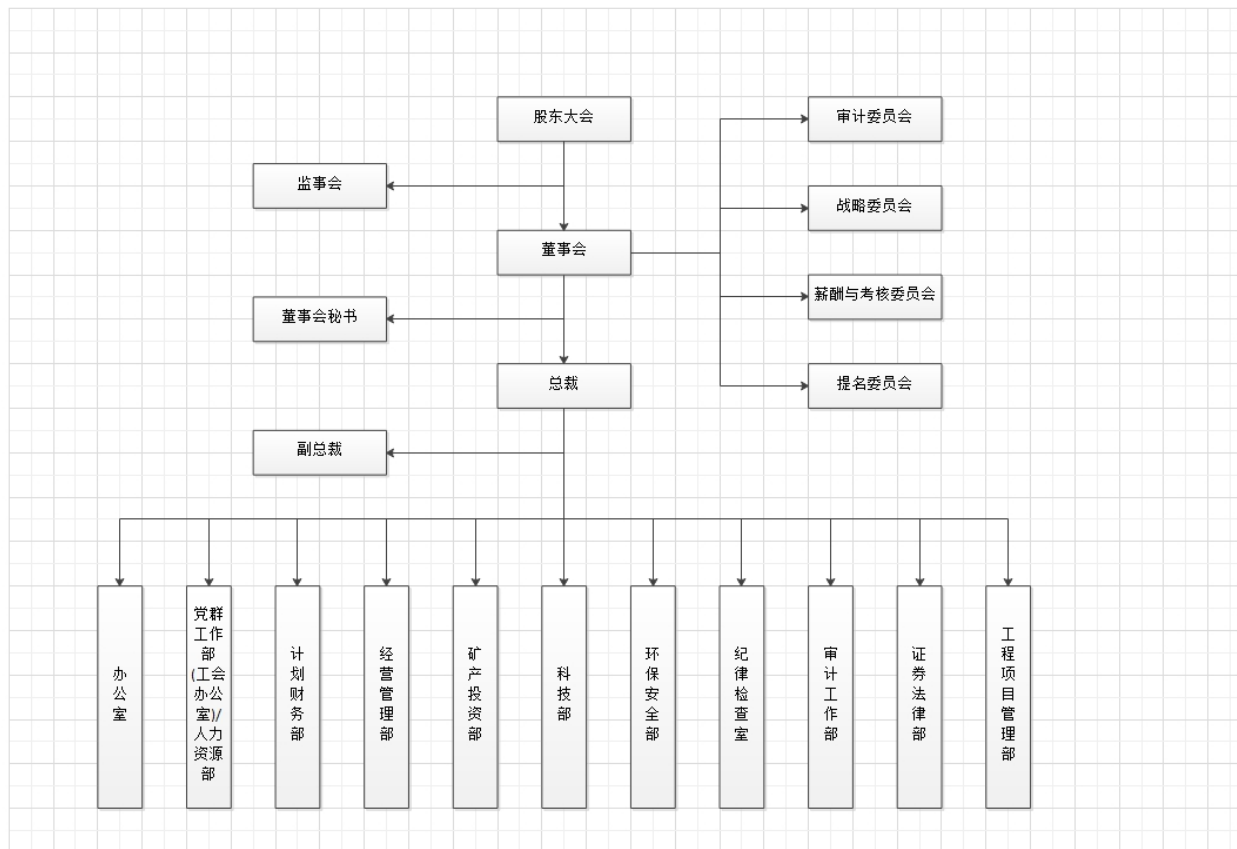 股东大会
审计委员会
监事会
战略委员会
董事会
薪酬与考核委员会
董事会秘书
总裁
提名委员会
副总裁
办公室
党群
工作
部
(工会
办公
室)/
人力
资源
部
计划财务部
经营管理部
矿产投资部
科技部
环保安全部
纪律检查室
审计工作部
证券法律部
工程项目管理部